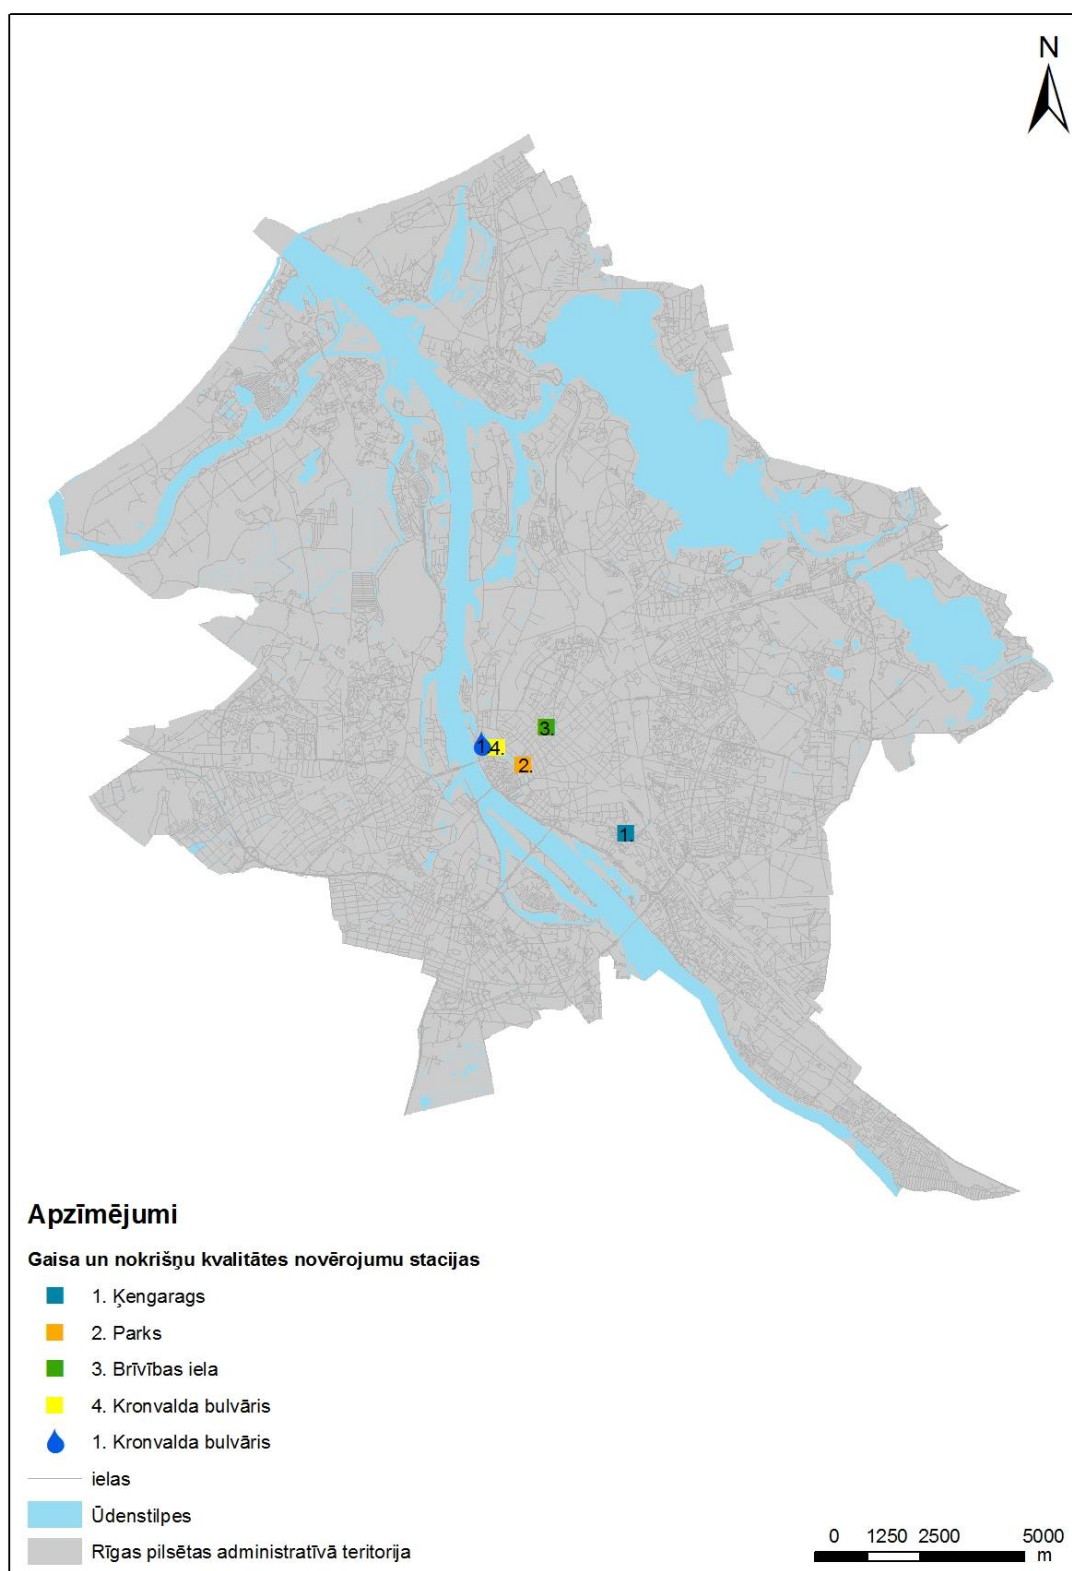 N
3.
1.
4.
2.
1.
Apzīmējumi
Gaisa un nokrišņu kvalitātes novērojumu stacijas
1. Ķengarags
2. Parks
3. Brīvības iela
4. Kronvalda bulvāris
1. Kronvalda bulvāris
ielas
Ūdenstilpes
Rīgas pilsētas administratīvā teritorija
0 1250 2500 5000
m